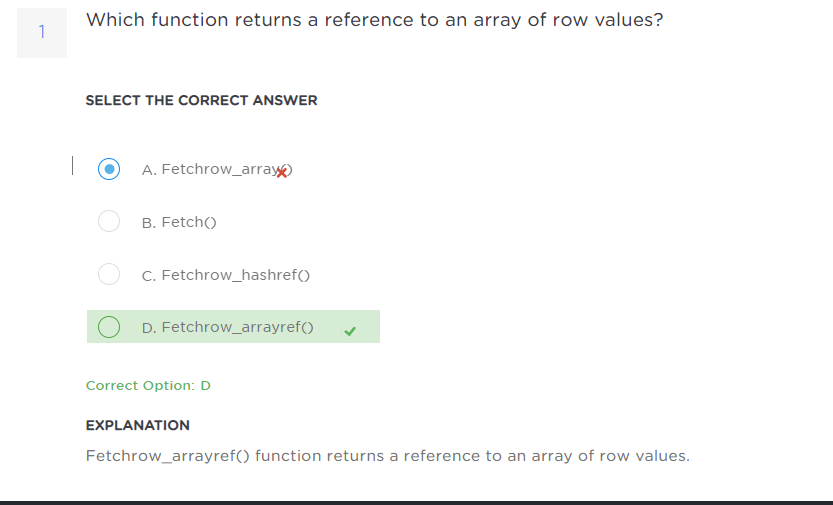 1
Which function returns a reference to an array of row values?
SELECT THE CORRECT ANSWER
A. Fetchrow_array()
B. Fetch()
C. Fetchrow_hashref()
D. Fetchrow_arrayref()
Correct Option: D
EXPLANATION
Fetchrow_arrayref() function returns a reference to an array of row values.